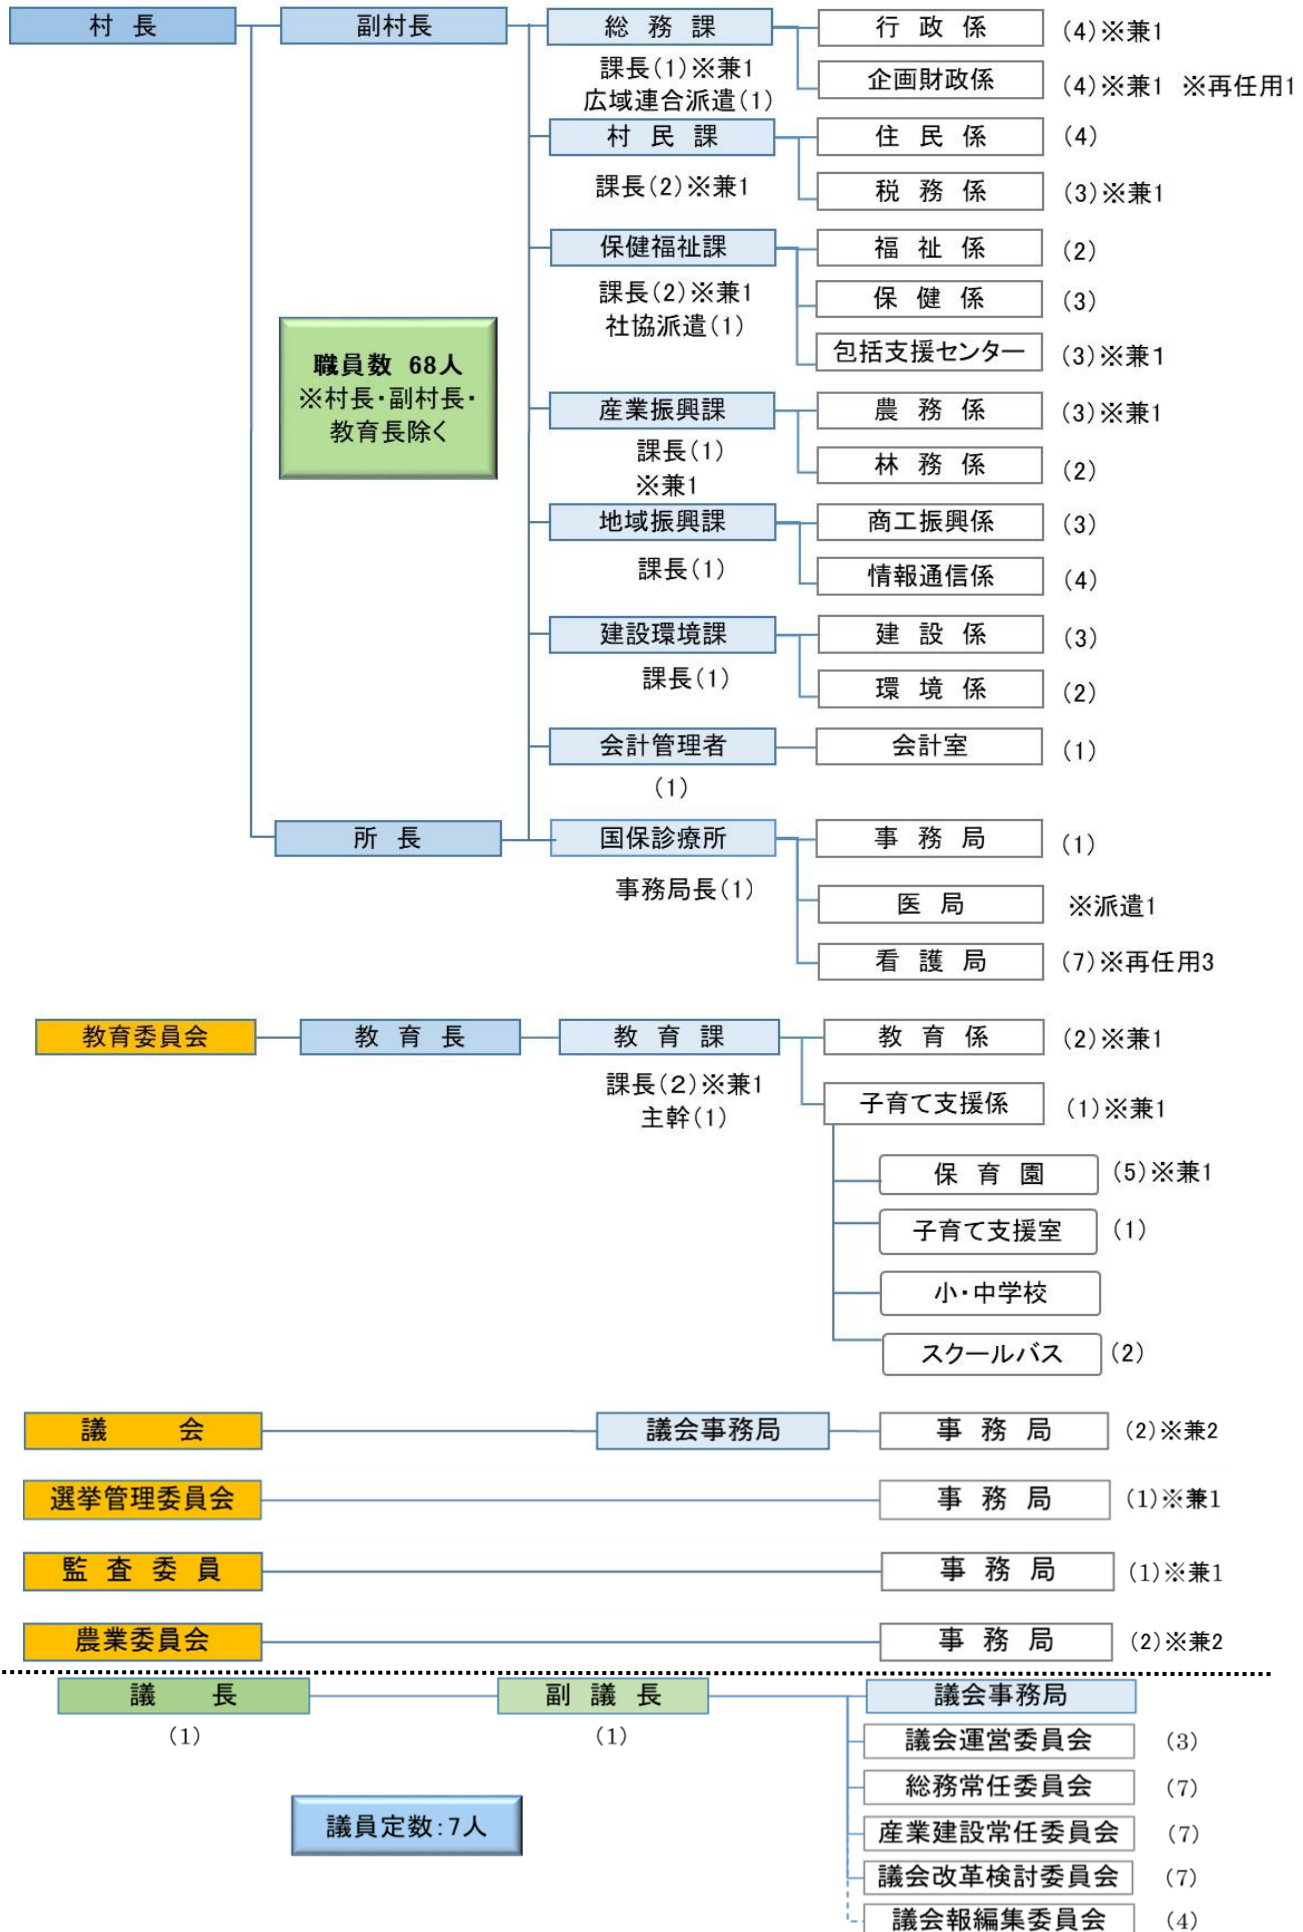 村 長
副村長
総 務 課
行 政 係
(4)※兼1
課長(1)※兼1
広域連合派遣(1)
企画財政係
(4)※兼1 ※再任用1
村 民 課
住 民 係
(4)
課長(2)※兼1
税 務 係
(3)※兼1
保健福祉課
福 祉 係
(2)
課長(2)※兼1
社協派遣(1)
保 健 係
(3)
包括支援センター
(3)※兼1
職員数 68人
※村長・副村長・
教育長除く
産業振興課
農 務 係
(3)※兼1
課長(1)
※兼1
林 務 係
(2)
地域振興課
商工振興係
(3)
課長(1)
情報通信係
(4)
建設環境課
建 設 係
(3)
課長(1)
環 境 係
(2)
会計管理者
会計室
(1)
(1)
所 長
国保診療所
事 務 局
(1)
事務局長(1)
医 局
※派遣1
看 護 局
(7)※再任用3
教育委員会
教 育 長
教 育 課
教 育 係
(2)※兼1
課長(2)※兼1
主幹(1)
子育て支援係
(1)※兼1
保 育 園
(5)※兼1
子育て支援室
(1)
小・中学校
スクールバス
(2)
議 会
議会事務局
事 務 局
(2)※兼2
選挙管理委員会
事 務 局
(1)※兼1
監 査 委 員
事 務 局
(1)※兼1
農業委員会
事 務 局
(2)※兼2
議 長
副 議 長
議会事務局
(1)
(1)
議会運営委員会
(3)
総務常任委員会
(7)
議員定数:7人
産業建設常任委員会
(7)
議会改革検討委員会
(7)
議会報編集委員会
(4)